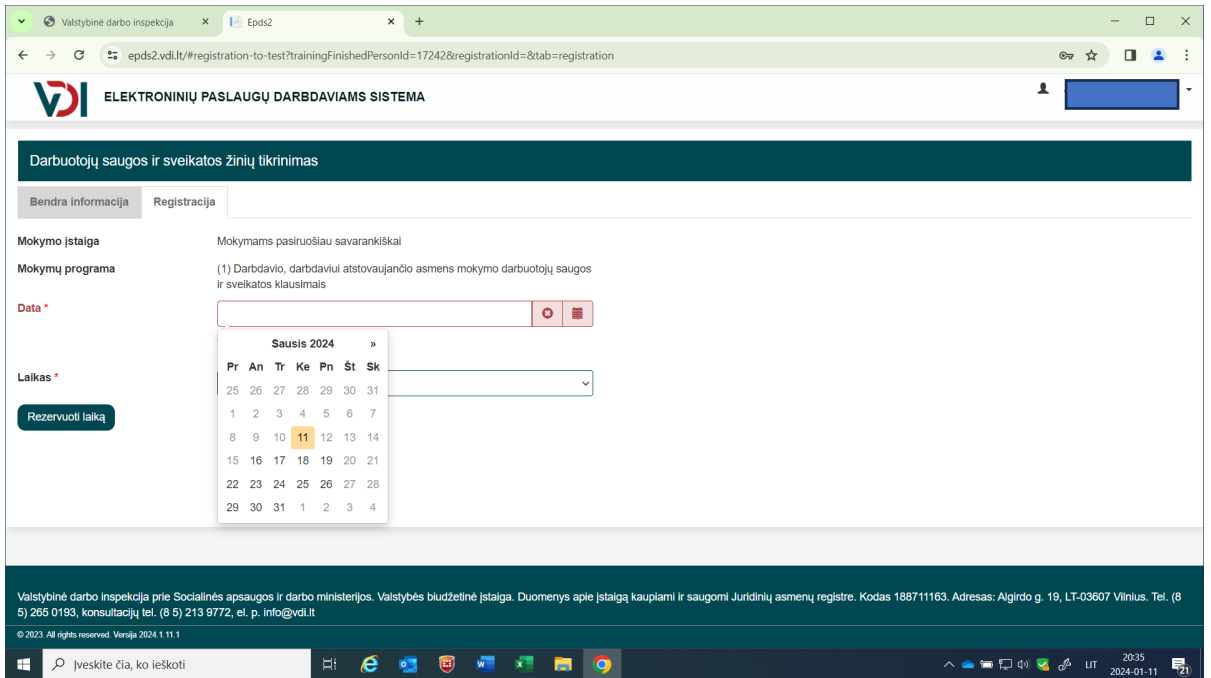 Valstybinė darbo inspekcija
Epds2
epds2.vdi.lt/#registration-to-test?trainingFinishedPersonId=17242&registrationId=&tab=registration
VDI ELEKTRONINIŲ PASLAUGŲ DARBDAVIAMS SISTEMA
Darbuotojų saugos ir sveikatos žinių tikrinimas
Bendra informacija Registracija
Mokymo įstaiga Mokymams pasiruošiau savarankiškai
Mokymų programa (1) Darbdavio, darbdaviui atstovaujančio asmens mokymo darbuotojų saugos
ir sveikatos klausimais
Data *
Sausis 2024 »
Pr An Tr Ke Pn Št Sk
Laikas *
25 26 27 28 29 30 31
1 2 3 4 5 6 7
Rezervuoti laiką
8 9 10 11 12 13 14
15 16 17 18 19 20 21
22 23 24 25 26 27 28
29 30 31 1 2 3 4
Valstybinė darbo inspekcija prie Socialinės apsaugos ir darbo ministerijos. Valstybės biudžetinė įstaiga. Duomenys apie įstaigą kaupiami ir saugomi Juridinių asmenų registre. Kodas 188711163. Adresas: Algirdo g. 19, LT-03607 Vilnius. Tel. (8
5) 265 0193, konsultacijų tel. (8 5) 213 9772, el. p. info@vdi.lt
© 2023. All rights reserved. Versija 2024.1.11.1
Įveskite čia, ko ieškoti
LIT
20:35
2024-01-11
21